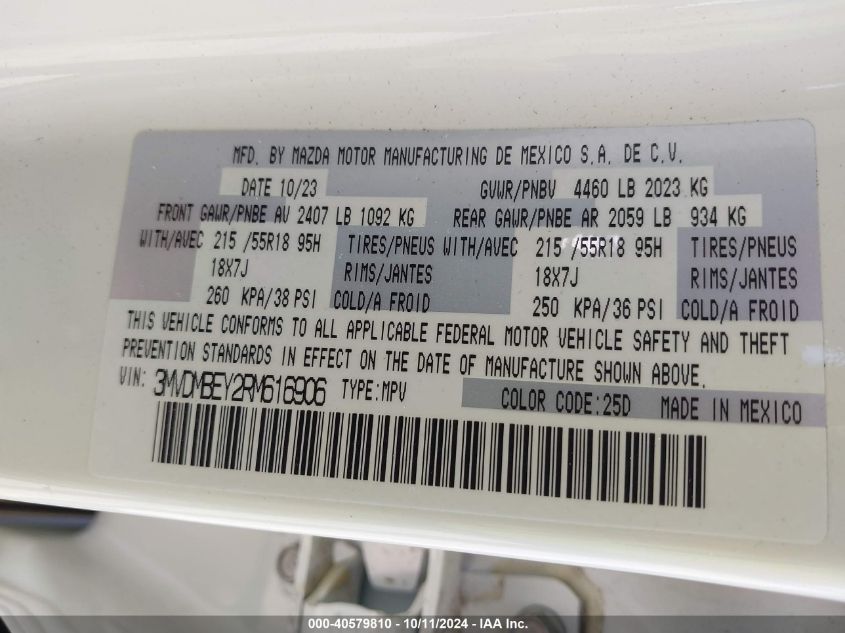 MFD. BY MAZDA MOTOR MANUFACTURING DE MEXICO S.A. DE C.V.
DATE 10/23 GVWR/PNBV 4460 LB 2023 KG
FRONT GAWR/PNBE AV 2407 LB 1092 KG REAR GAWR/PNBE AR 2059 LB 934 KG
WITH/AVEC 215 /55R18 95H TIRES/PNEUS WITH/AVEC 215 /55R18 95H TIRES/PNEUS
18X7J RIMS/JANTES 18X7J RIMS/JANTES
260 KPA/38 PSI COLD/A FROID 250 KPA/36 PSI COLD/A FROID
THIS VEHICLE CONFORMS TO ALL APPLICABLE FEDERAL MOTOR VEHICLE SAFETY AND THEFT
PREVENTION STANDARDS IN EFFECT ON THE DATE OF MANUFACTURE SHOWN ABOVE.
VIN: 3MVDMBEY2RM616906 TYPE:MPV COLOR CODE:25D MADE IN MEXICO
000-40579810 - 10/11/2024 - IAA Inc.